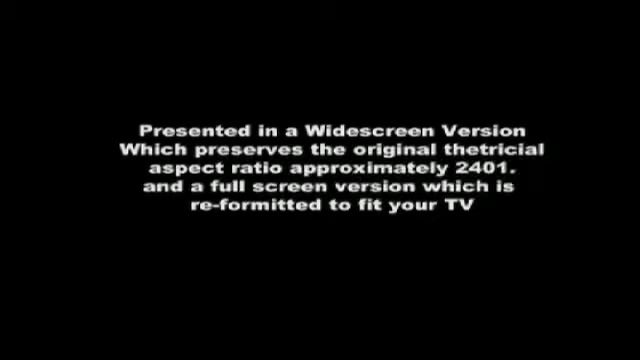 Presented in a Widescreen Version
Which preserves the original thetricial
aspect ratio approximately 2401.
and a full screen version which is
re-formitted to fit your TV